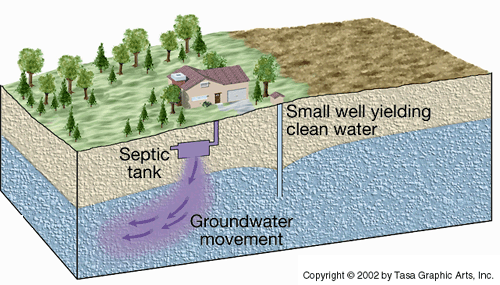 Small well yielding
clean water
Septic
tank
Groundwater
movement
Copyright © 2002 by Tasa Graphic Arts, Inc.